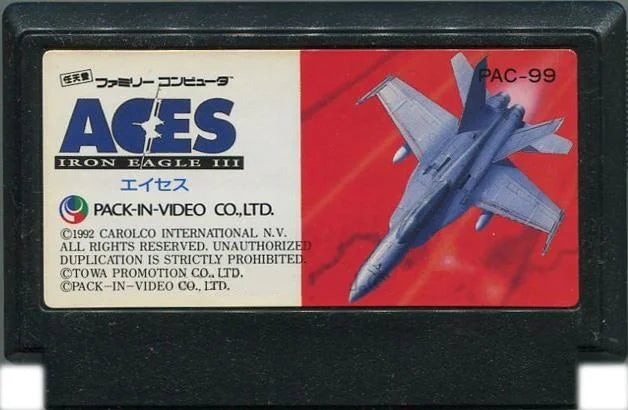 任天堂 ファミリーコンピュータ™
PAC-99
ACES
IRON EAGLE III
エイセス
PACK-IN-VIDEO CO.,LTD.
©1992 CAROLCO INTERNATIONAL N.V.
ALL RIGHTS RESERVED. UNAUTHORIZED
DUPLICATION IS STRICTLY PROHIBITED.
©TOWA PROMOTION CO., LTD.
©PACK-IN-VIDEO CO., LTD.